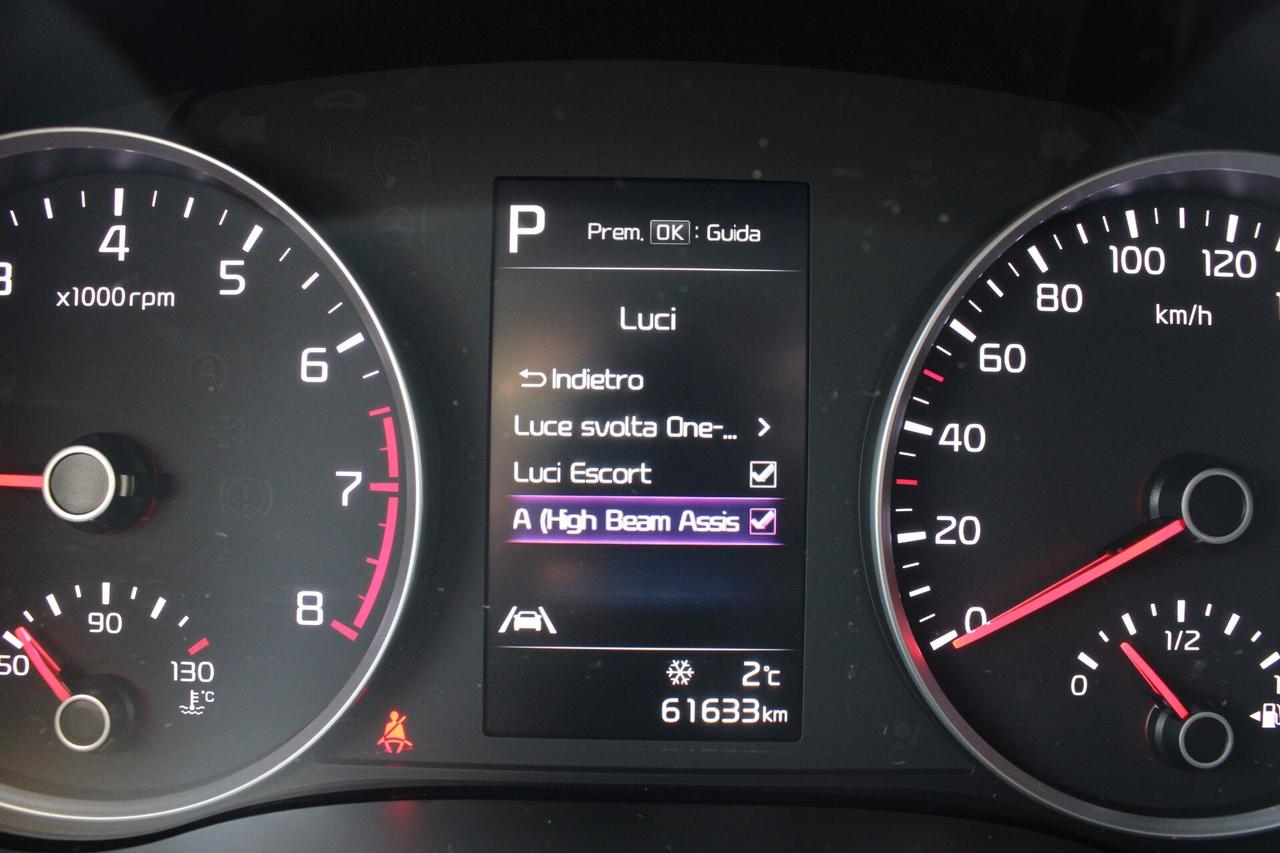 4
5
6
7
8
x1000rpm
50
90
130
°C
P Prem. OK : Guida
Luci
Indietro
Luce svolta One-... >
Luci Escort
A (High Beam Assis
2°C
61633km
0
20
40
60
80
100
120
km/h
0
1/2